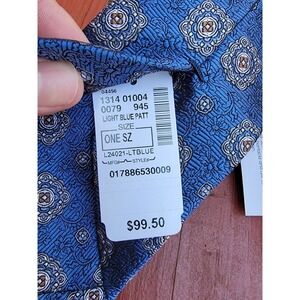 04456
1314 01004
0079 945
LIGHT BLUE PATT
SIZE
ONE SZ
L24021-LTBLUE
MFG# STYLE#
017886530009
$99.50